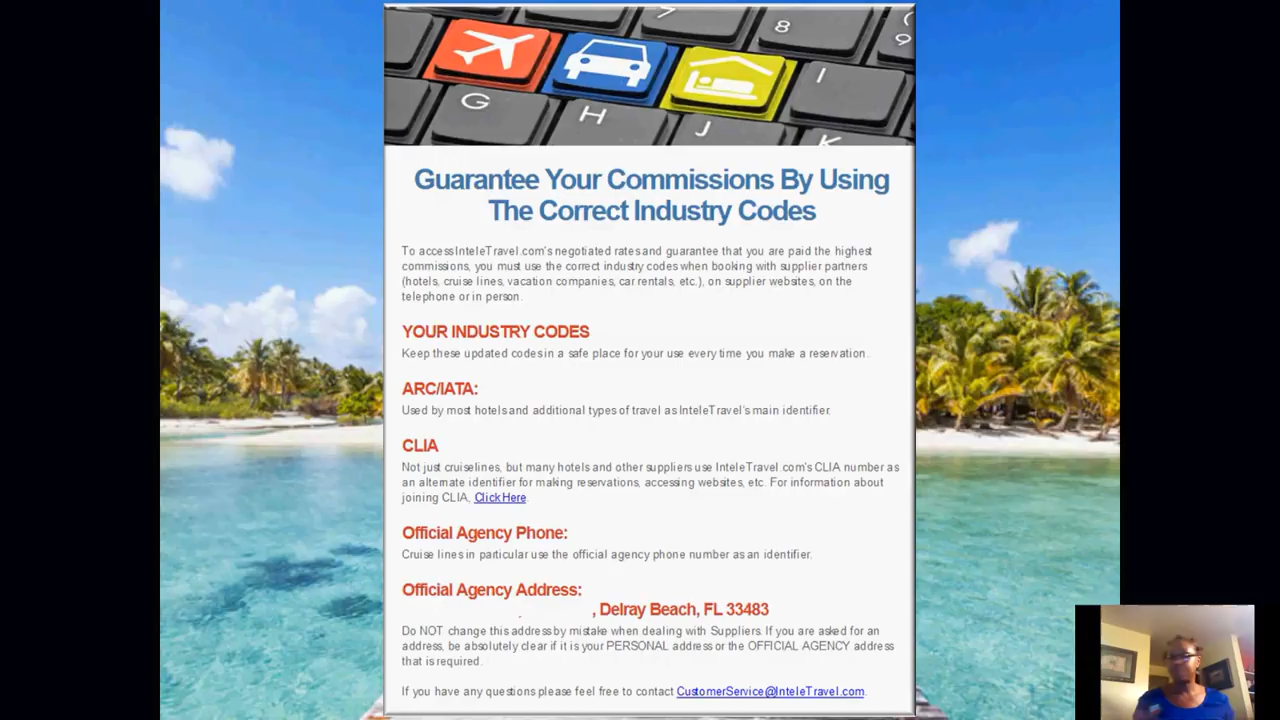 7
8
9
G
H
J
I
K
Guarantee Your Commissions By Using
The Correct Industry Codes
To access InteleTravel.com's negotiated rates and guarantee that you are paid the highest
commissions, you must use the correct industry codes when booking with supplier partners
(hotels, cruise lines, vacation companies, car rentals, etc.), on supplier websites, on the
telephone or in person.
YOUR INDUSTRY CODES
Keep these updated codes in a safe place for your use every time you make a reservation.
ARC/IATA:
Used by most hotels and additional types of travel as InteleTravel's main identifier.
CLIA
Not just cruiselines, but many hotels and other suppliers use InteleTravel.com's CLIA number as
an alternate identifier for making reservations, accessing websites, etc. For information about
joining CLIA, Click Here
Official Agency Phone:
Cruise lines in particular use the official agency phone number as an identifier.
Official Agency Address:
, Delray Beach, FL 33483
Do NOT change this address by mistake when dealing with Suppliers. If you are asked for an
address, be absolutely clear if it is your PERSONAL address or the OFFICIAL AGENCY address
that is required.
If you have any questions please feel free to contact CustomerService@InteleTravel.com.